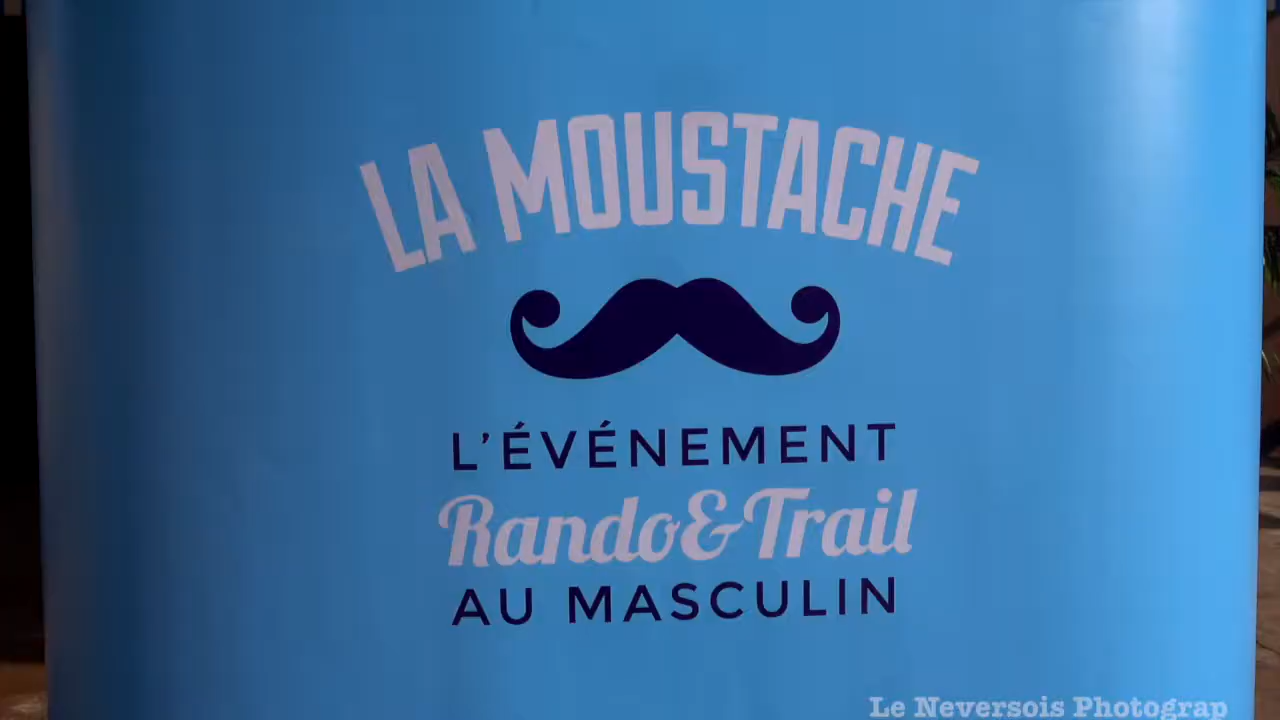 LA MOUSTACHE
L'ÉVÉNEMENT
Rando&Trail
AU MASCULIN
Le Neversois Photograp